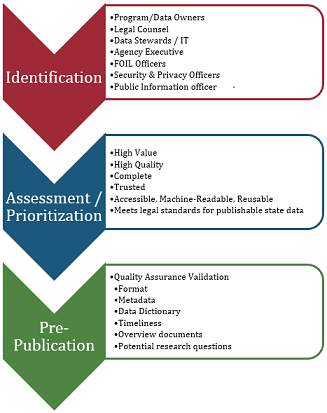 Identification
•Program/Data Owners
•Legal Counsel
•Data Stewards / IT
•Agency Executive
•FOIL Officers
•Security & Privacy Officers
•Public Information officer
Assessment /
Prioritization
•High Value
•High Quality
•Complete
•Trusted
•Accessible, Machine-Readable, Reusable
•Meets legal standards for publishable state data
Pre-
Publication
•Quality Assurance Validation
•Format
•Metadata
•Data Dictionary
•Timeliness
•Overview documents
•Potential research questions